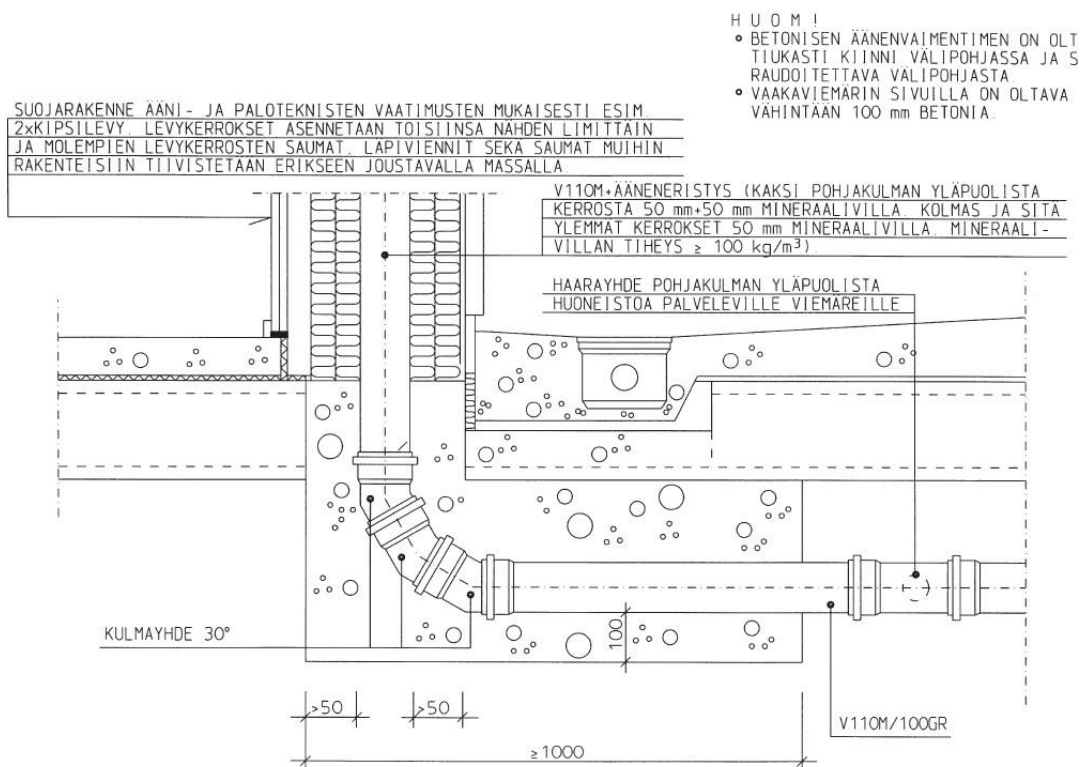 H U O M !
BETONISEN ÄÄNENVAIMENTIMEN ON OLT
TIUKASTI KIINNI VÄLIPOHJASSA JA S
RAUDOITETTAVA VÄLIPOHJASTA.
VAAKAVIEMÄRIN SIVUILLA ON OLTAVA
VÄHINTÄÄN 100 mm BETONIA.
SUOJARAKENNE ÄÄNI- JA PALOTEKNISTEN VAATIMUSTEN MUKAISESTI ESIM.
2xKIPSILEVY. LEVYKERROKSET ASENNETAAN TOISIINSA NÄHDEN LIMITTÄIN
JA MOLEMPIEN LEVYKERROSTEN SAUMAT, LÄPIVIENNIT SEKÄ SAUMAT MUIHIN
RAKENTEISIIN TIIVISTETÄÄN ERIKSEEN JOUSTAVALLA MASSALLA.
V110M+ÄÄNENERISTYS (KAKSI POHJAKULMAN YLÄPUOLISTA
KERROSTA 50 mm+50 mm MINERAALIVILLA. KOLMAS JA SITÄ
YLEMMÄT KERROKSET 50 mm MINERAALIVILLA. MINERAALI-
VILLAN TIHEYS ≥ 100 kg/m³)
HAARAYHDE POHJAKULMAN YLÄPUOLISTA
HUONEISTOA PALVELEVILLE VIEMÄREILLE
KULMAYHDE 30°
100
>50
>50
V110M/100GR
≥1000